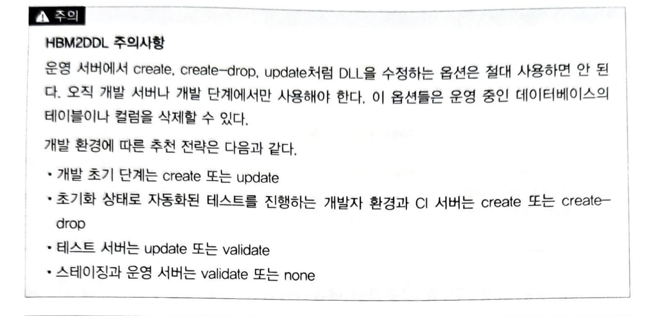 주의
HBM2DDL 주의사항
운영 서버에서 create, create-drop, update처럼 DLL을 수정하는 옵션은 절대 사용하면 안 된
다. 오직 개발 서버나 개발 단계에서만 사용해야 한다. 이 옵션들은 운영 중인 데이터베이스의
테이블이나 컬럼을 삭제할 수 있다.
개발 환경에 따른 추천 전략은 다음과 같다.
• 개발 초기 단계는 create 또는 update
• 초기화 상태로 자동화된 테스트를 진행하는 개발자 환경과 CI 서버는 create 또는 create-
drop
• 테스트 서버는 update 또는 validate
• 스테이징과 운영 서버는 validate 또는 none